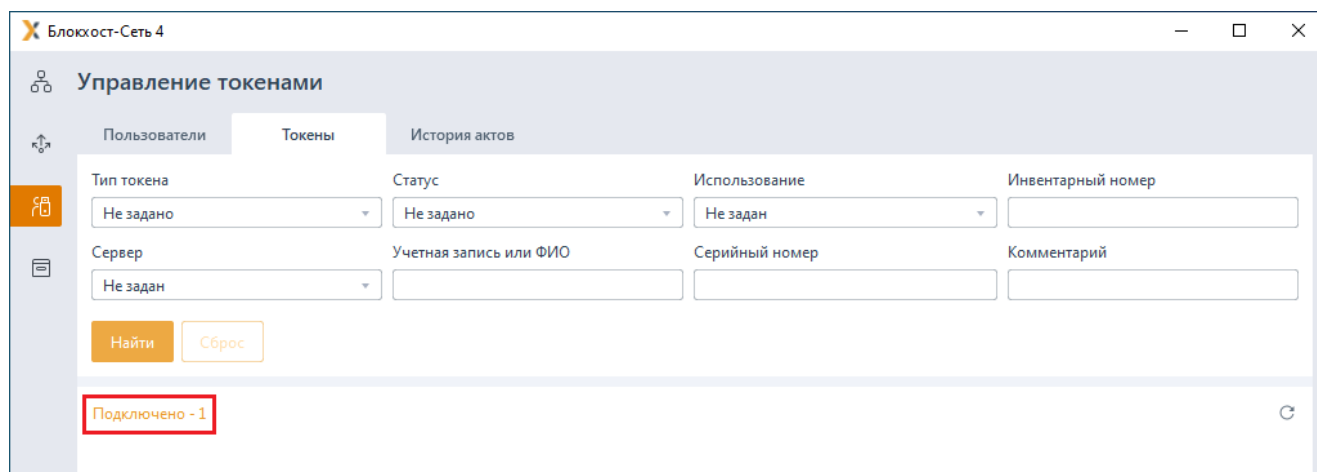 Блокхост-Сеть 4
Управление токенами
Пользователи Токены История актов
Тип токена Статус Использование Инвентарный номер
Не задано Не задано Не задан
Сервер Учетная запись или ФИО Серийный номер Комментарий
Не задан
Найти Сброс
Подключено - 1